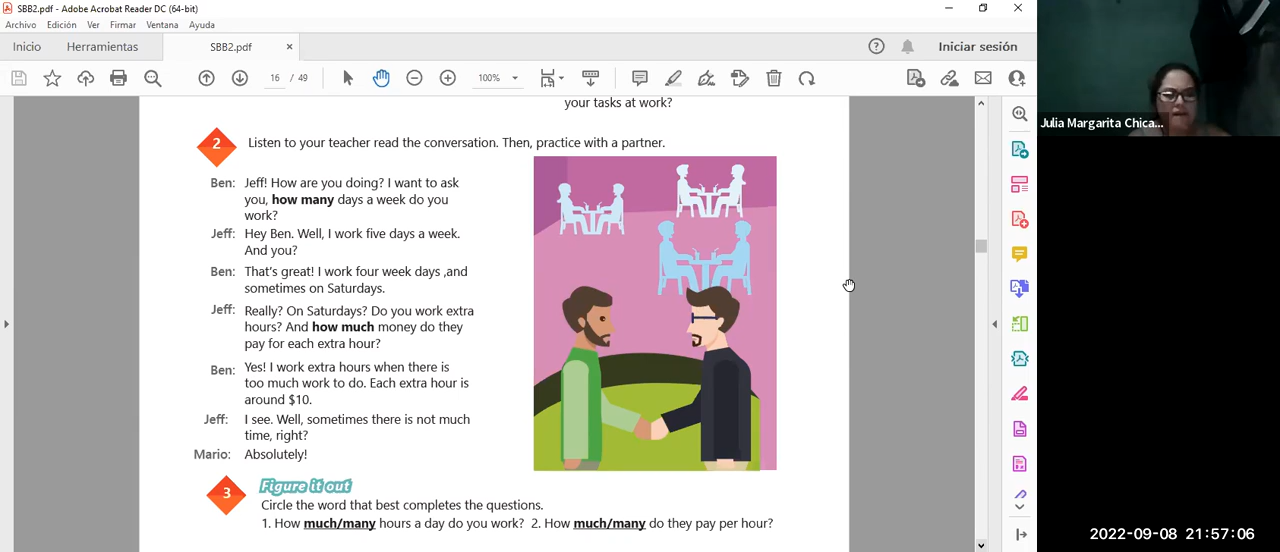 SBB2.pdf - Adobe Acrobat Reader DC (64-bit)
Archivo Edición Ver Firmar Ventana Ayuda
Inicio Herramientas SBB2.pdf × Iniciar sesión
16 / 49 100%
your tasks at work?
2 Listen to your teacher read the conversation. Then, practice with a partner.
Ben: Jeff! How are you doing? I want to ask
you, how many days a week do you
work?
Jeff: Hey Ben. Well, I work five days a week.
And you?
Ben: That's great! I work four week days ,and
sometimes on Saturdays.
Jeff: Really? On Saturdays? Do you work extra
hours? And how much money do they
pay for each extra hour?
Ben: Yes! I work extra hours when there is
too much work to do. Each extra hour is
around $10.
Jeff: I see. Well, sometimes there is not much
time, right?
Mario: Absolutely!
3 Figure it out
Circle the word that best completes the questions.
1. How much/many hours a day do you work? 2. How much/many do they pay per hour?
Julia Margarita Chica...
2022-09-08 21:57:06